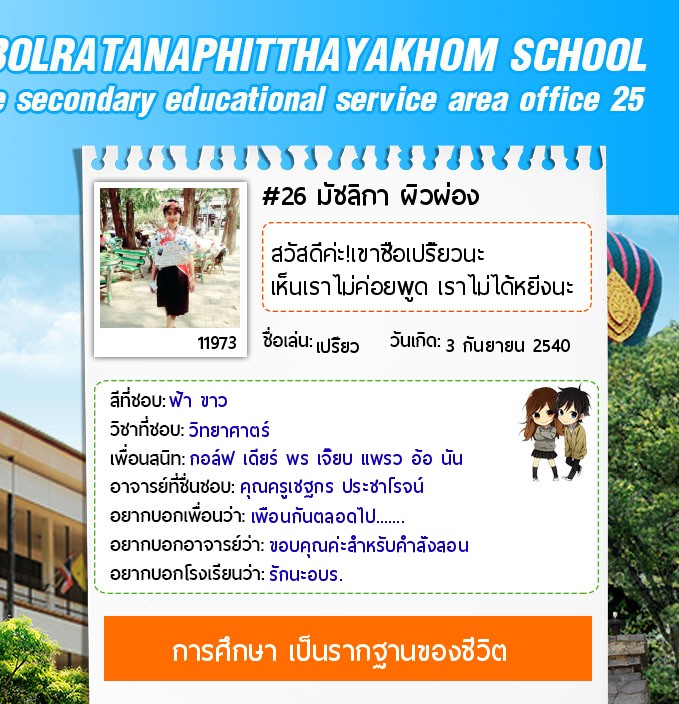 BOLRATANAPHITTHAYAKHOM SCHOOL
secondary educational service area office 25
#26 มัชลิกา ผิวผ่อง
สวัสดีค่ะ!เขาชื่อเปรี้ยวนะ
เห็นเราไม่ค่อยพูด เราไม่ได้หยิ่งนะ
11973
ชื่อเล่น: เปรี้ยว วันเกิด: 3 กันยายน 2540
สีที่ชอบ: ฟ้า ขาว
วิชาที่ชอบ: วิทยาศาตร์
เพื่อนสนิท: กอล์ฟ เดียร์ พร เจี๊ยบ แพรว อ้อ นัน
อาจารย์ที่ชื่นชอบ: คุณครูเชฐกร ประชาโรจน์
อยากบอกเพื่อนว่า: เพื่อนกันตลอดไป.......
อยากบอกอาจารย์ว่า: ขอบคุณค่ะสำหรับคำสั่งสอน
อยากบอกโรงเรียนว่า: รักนะอบร.
การศึกษา เป็นรากฐานของชีวิต